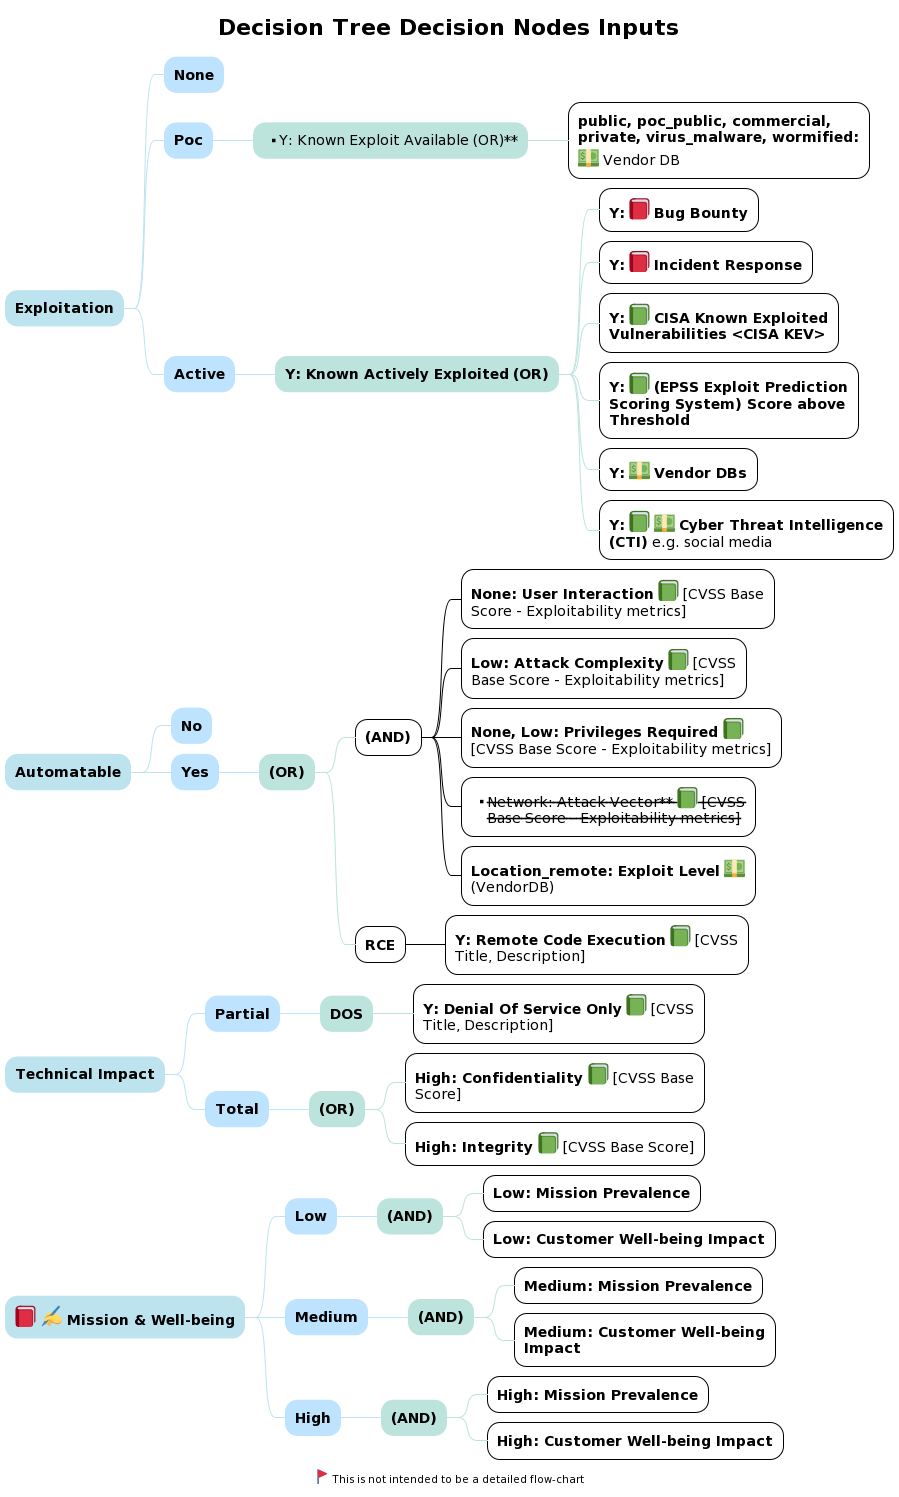 Decision Tree Decision Nodes Inputs
Exploitation
None
Poc
▪ Y: Known Exploit Available (OR)**
public, poc_public, commercial,
private, virus_malware, wormified:
💵 Vendor DB
Active
Y: Known Actively Exploited (OR)
Y: 📕 Bug Bounty
Y: 📕 Incident Response
Y: 📗 CISA Known Exploited
Vulnerabilities <CISA KEV>
Y: 📗 (EPSS Exploit Prediction
Scoring System) Score above
Threshold
Y: 💵 Vendor DBs
Y: 📗 💵 Cyber Threat Intelligence
(CTI) e.g. social media
Automatable
No
Yes
(OR)
(AND)
None: User Interaction 📗 [CVSS Base
Score - Exploitability metrics]
Low: Attack Complexity 📗 [CVSS
Base Score - Exploitability metrics]
None, Low: Privileges Required 📗
[CVSS Base Score - Exploitability metrics]
▪ Network: Attack Vector** 📗 [CVSS
Base Score - Exploitability metrics]
Location_remote: Exploit Level 💵
(VendorDB)
RCE
Y: Remote Code Execution 📗 [CVSS
Title, Description]
Technical Impact
Partial
DOS
Y: Denial Of Service Only 📗 [CVSS
Title, Description]
Total
(OR)
High: Confidentiality 📗 [CVSS Base
Score]
High: Integrity 📗 [CVSS Base Score]
📕 ✍ Mission & Well-being
Low
(AND)
Low: Mission Prevalence
Low: Customer Well-being Impact
Medium
(AND)
Medium: Mission Prevalence
Medium: Customer Well-being
Impact
High
(AND)
High: Mission Prevalence
High: Customer Well-being Impact
🚩 This is not intended to be a detailed flow-chart